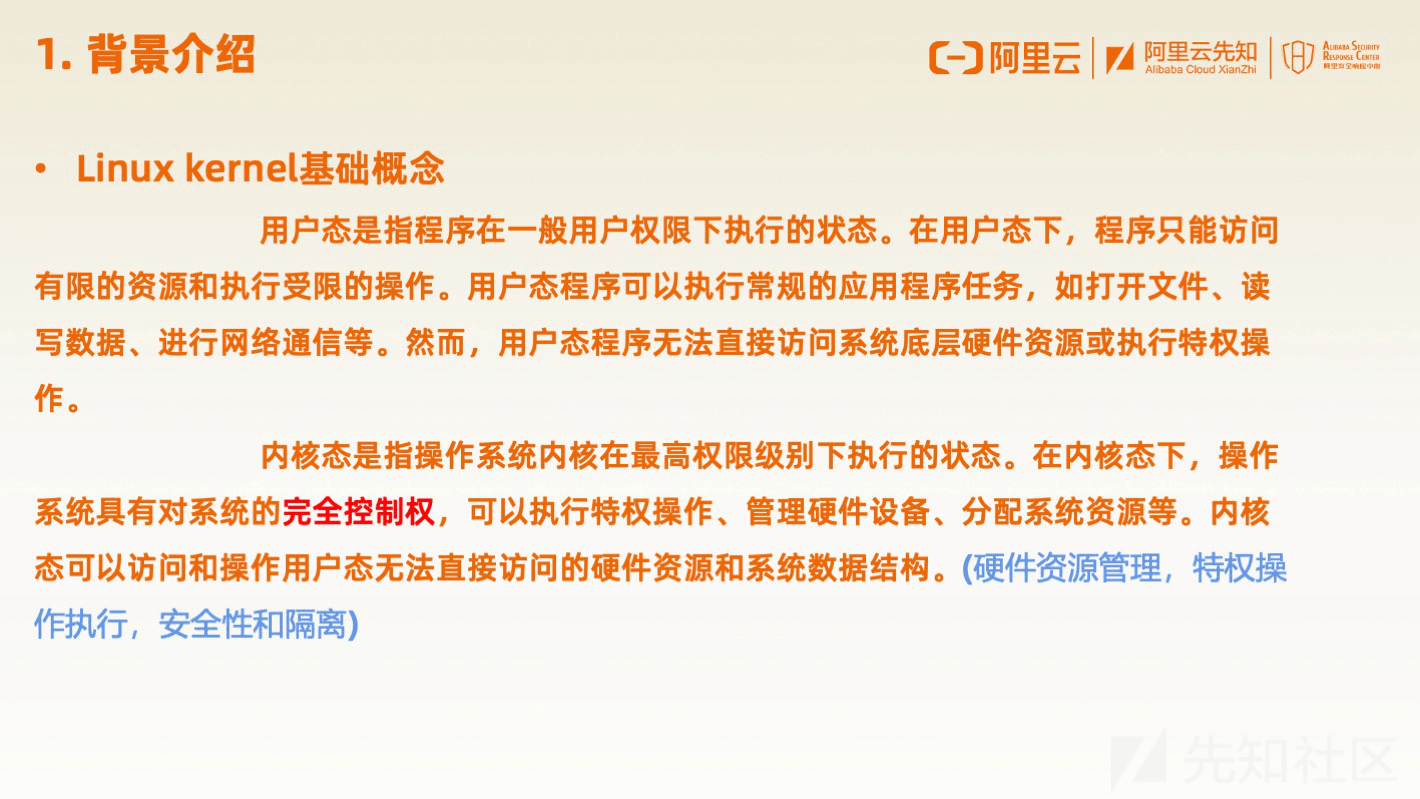 1. 背景介绍
阿里云
阿里云先知
Alibaba Cloud XianZhi
ALIBABA SECURITY
RESPONSE CENTER
阿里安全响应中心
• Linux kernel基础概念
用户态是指程序在一般用户权限下执行的状态。在用户态下，程序只能访问
有限的资源和执行受限的操作。用户态程序可以执行常规的应用程序任务，如打开文件、读
写数据、进行网络通信等。然而，用户态程序无法直接访问系统底层硬件资源或执行特权操
作。
内核态是指操作系统内核在最高权限级别下执行的状态。在内核态下，操作
系统具有对系统的完全控制权，可以执行特权操作、管理硬件设备、分配系统资源等。内核
态可以访问和操作用户态无法直接访问的硬件资源和系统数据结构。(硬件资源管理，特权操
作执行，安全性和隔离)
先知社区